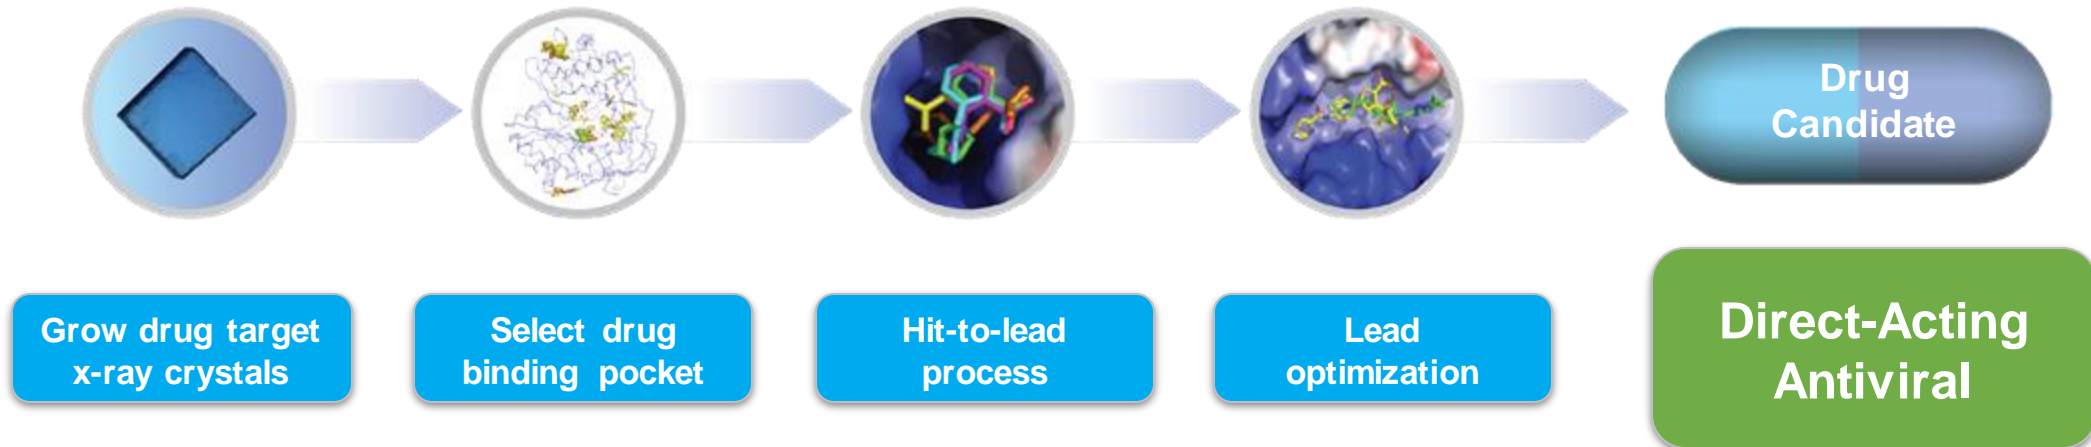 Drug
Candidate
Grow drug target
x-ray crystals
Select drug
binding pocket
Hit-to-lead
process
Lead
optimization
Direct-Acting
Antiviral